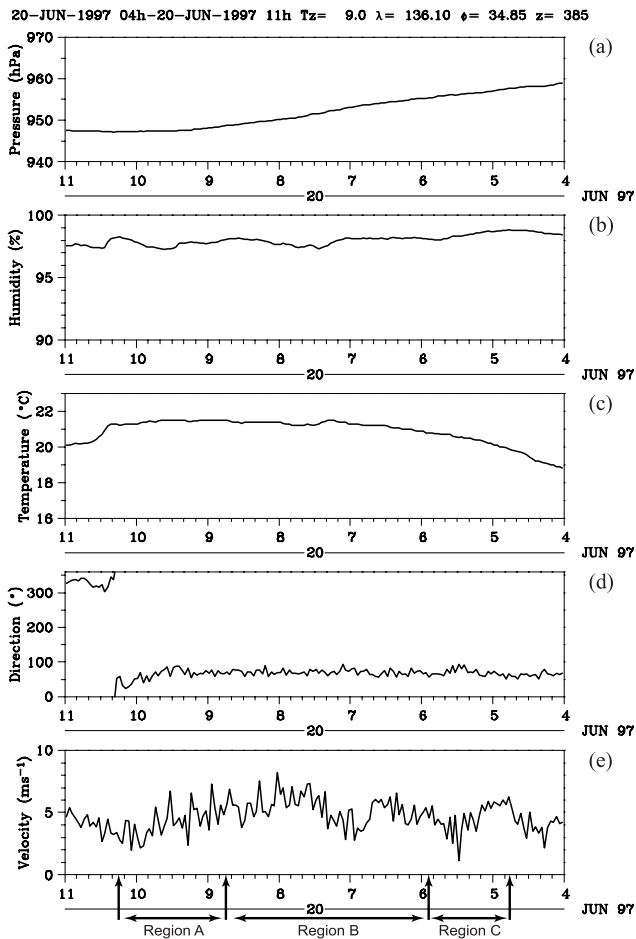 20-JUN-1997 04h-20-JUN-1997 11h Tz= 9.0 λ= 136.10 ϕ= 34.85 z= 385
970
960
950
940
Pressure (hPa)
(a)
11 10 9 8 7 6 5 4
20 JUN 97
100
95
90
Humidity (%)
(b)
11 10 9 8 7 6 5 4
20 JUN 97
22
20
18
16
Temperature (°C)
(c)
11 10 9 8 7 6 5 4
20 JUN 97
300
200
100
0
Direction (°)
(d)
11 10 9 8 7 6 5 4
20 JUN 97
10
5
0
Velocity (ms⁻¹)
(e)
11 10 9 8 7 6 5 4
20 JUN 97
Region A Region B Region C